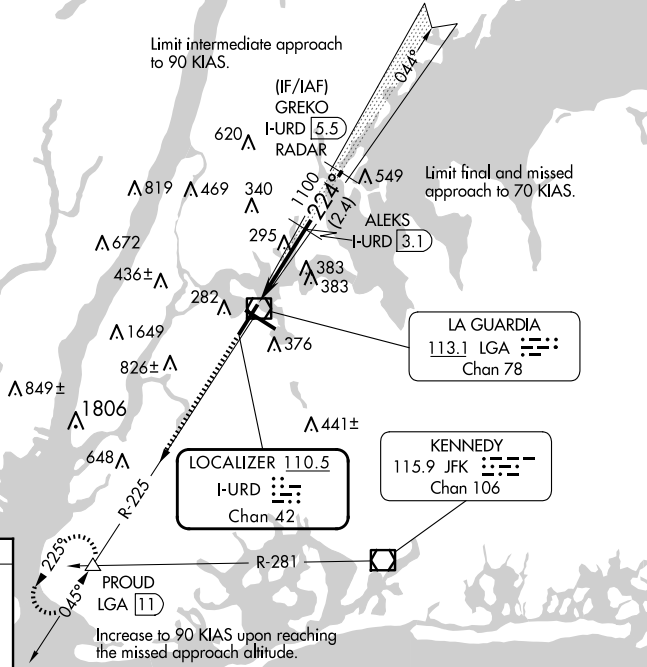 Limit intermediate approach
to 90 KIAS.
044°
(IF/IAF)
GREKO
I-URD 5.5
RADAR
620
549
Limit final and missed
approach to 70 KIAS.
819
469
340
1100
224°
(2.4)
ALEKS
I-URD 3.1
295
672
383
383
436±
282
LA GUARDIA
113.1 LGA
Chan 78
1649
376
826±
849±
1806
441±
KENNEDY
115.9 JFK
Chan 106
648
LOCALIZER 110.5
I-URD
Chan 42
R-225
R-281
225°
045°
PROUD
LGA 11
Increase to 90 KIAS upon reaching
the missed approach altitude.